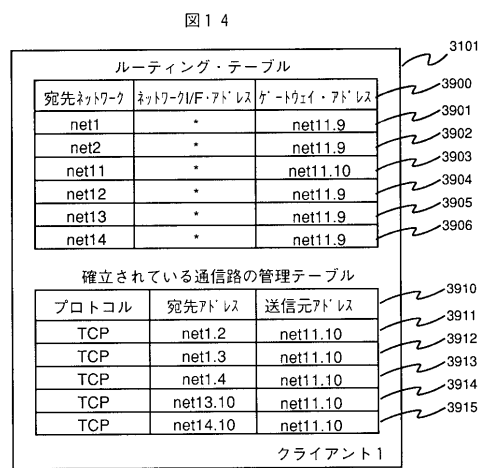 図14
3101
ルーティング・テーブル
宛先ネットワーク ネットワークI/F・アドレス ゲートウェイ・アドレス 3900
net1 * net11.9 3901
net2 * net11.9 3902
net11 * net11.10 3903
net12 * net11.9 3904
net13 * net11.9 3905
net14 * net11.9 3906
確立されている通信路の管理テーブル
プロトコル 宛先アドレス 送信元アドレス 3910
TCP net1.2 net11.10 3911
TCP net1.3 net11.10 3912
TCP net1.4 net11.10 3913
TCP net13.10 net11.10 3914
TCP net14.10 net11.10 3915
クライアント1